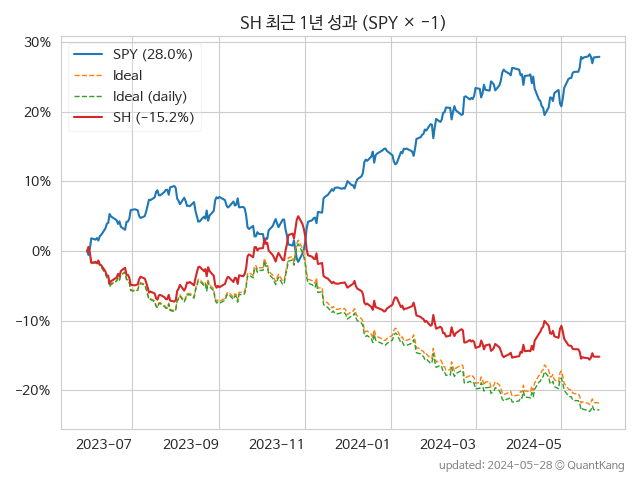 SH 최근 1년 성과 (SPY × −1)
30%
20%
10%
0%
−10%
−20%
SPY (28.0%)
Ideal
Ideal (daily)
SH (−15.2%)
2023-07 2023-09 2023-11 2024-01 2024-03 2024-05
updated: 2024-05-28 © QuantKang